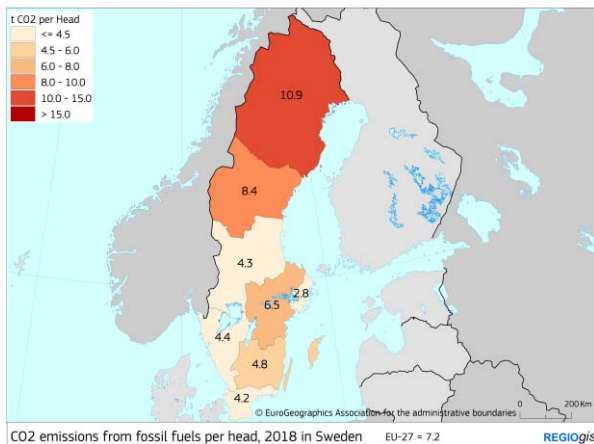 t CO2 per Head
<= 4.5
4.5 - 6.0
6.0 - 8.0
8.0 - 10.0
10.0 - 15.0
> 15.0
10.9
8.4
4.3
2.8
6.5
4.4
4.8
4.2
0 200 Km
© EuroGeographics Association for the administrative boundaries
CO2 emissions from fossil fuels per head, 2018 in Sweden EU-27 = 7.2 REGIOgis